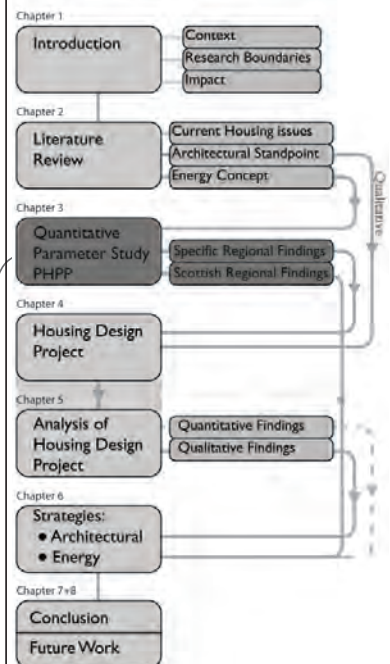 Chapter 1
Introduction
Context
Research Boundaries
Impact
Chapter 2
Literature
Review
Current Housing issues
Architectural Standpoint
Energy Concept
Qualitative
Chapter 3
Quantitative
Parameter Study
PHPP
Specific Regional Findings
Scottish Regional Findings
Chapter 4
Housing Design
Project
Chapter 5
Analysis of
Housing Design
Project
Quantitative Findings
Qualitative Findings
Chapter 6
Strategies:
• Architectural
• Energy
Chapter 7+8
Conclusion
Future Work